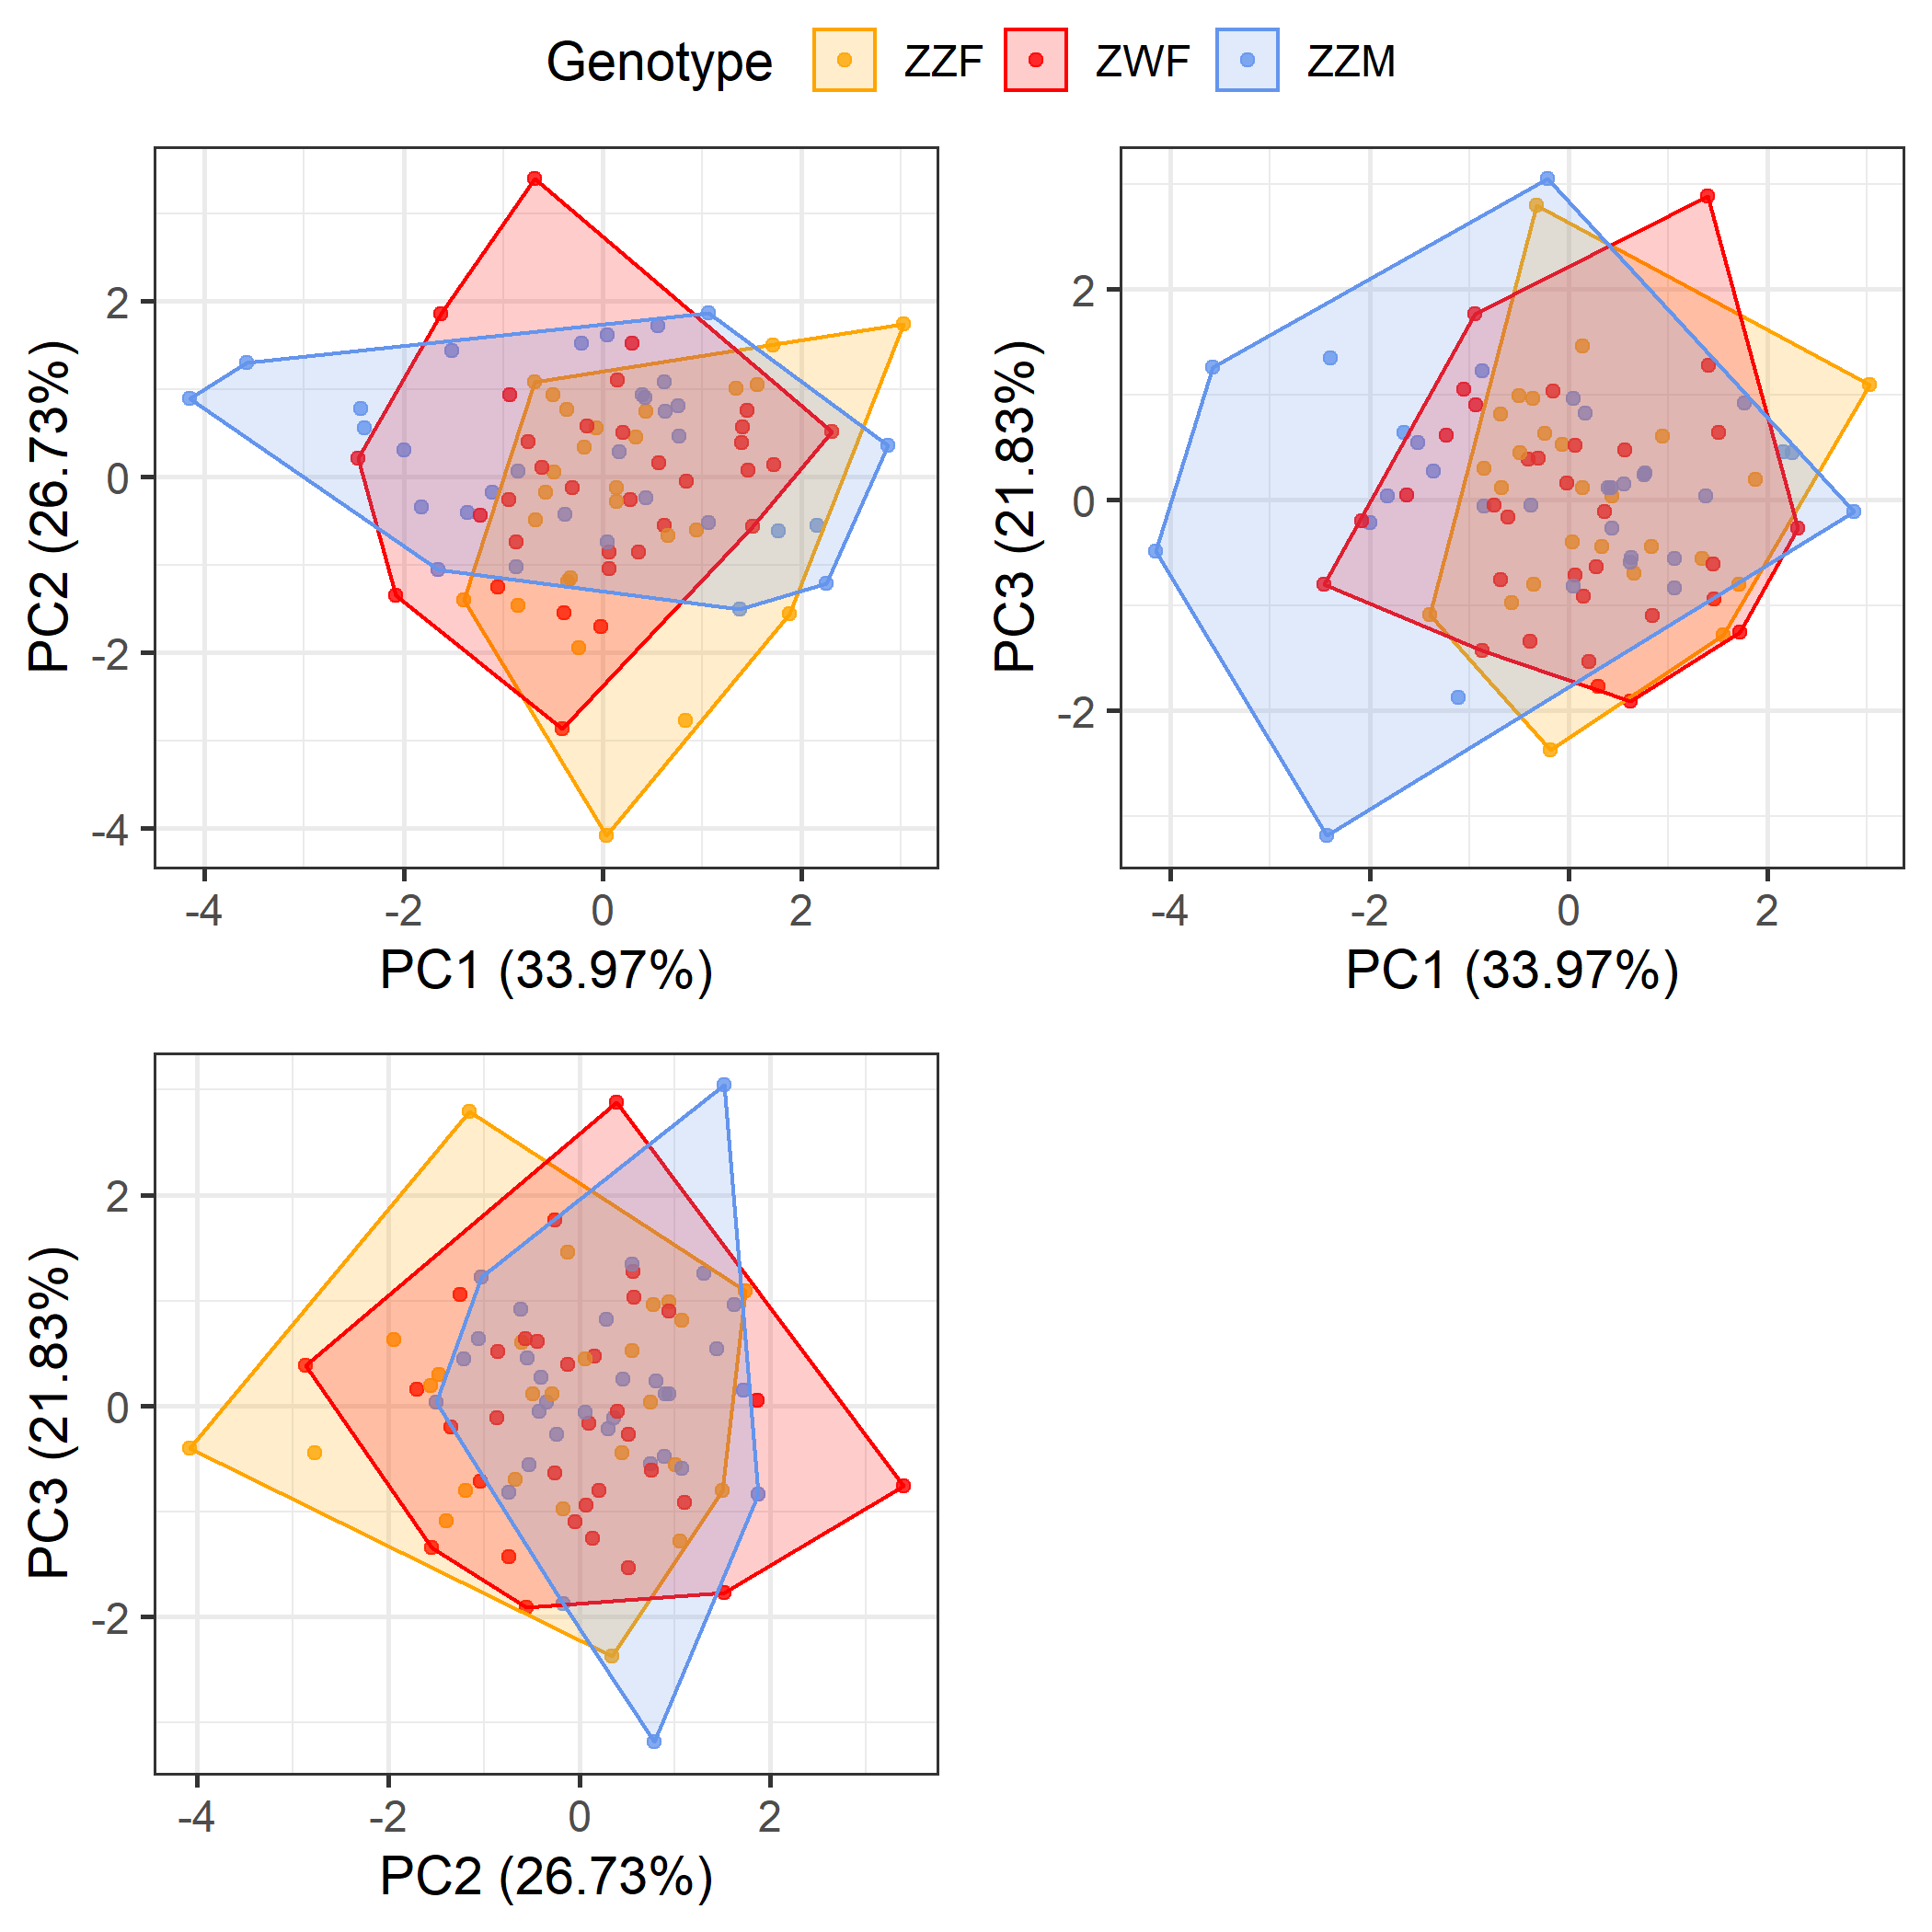 Genotype ZZF ZWF ZZM
2
0
-2
-4
PC2 (26.73%)
-4 -2 0 2
PC1 (33.97%)
2
0
-2
PC3 (21.83%)
-4 -2 0 2
PC1 (33.97%)
2
0
-2
PC3 (21.83%)
-4 -2 0 2
PC2 (26.73%)